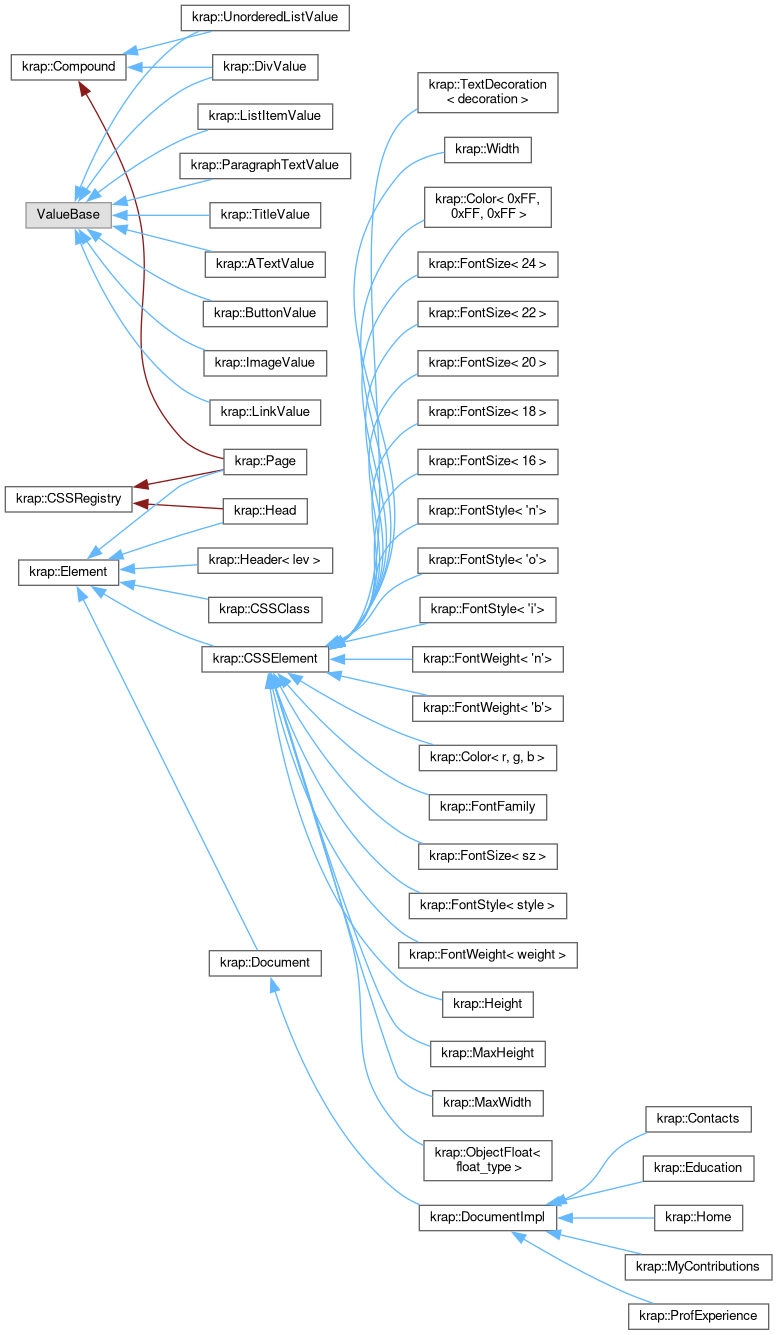 krap::UnorderedListValue
krap::Compound
krap::DivValue
krap::ListItemValue
krap::ParagraphTextValue
ValueBase
krap::TitleValue
krap::ATextValue
krap::ButtonValue
krap::ImageValue
krap::LinkValue
krap::Page
krap::CSSRegistry
krap::Head
krap::Element
krap::Header< lev >
krap::CSSClass
krap::CSSElement
krap::TextDecoration
< decoration >
krap::Width
krap::Color< 0xFF,
0xFF, 0xFF >
krap::FontSize< 24 >
krap::FontSize< 22 >
krap::FontSize< 20 >
krap::FontSize< 18 >
krap::FontSize< 16 >
krap::FontStyle< 'n'>
krap::FontStyle< 'o'>
krap::FontStyle< 'i'>
krap::FontWeight< 'n'>
krap::FontWeight< 'b'>
krap::Color< r, g, b >
krap::FontFamily
krap::FontSize< sz >
krap::FontStyle< style >
krap::FontWeight< weight >
krap::Document
krap::Height
krap::MaxHeight
krap::MaxWidth
krap::ObjectFloat<
float_type >
krap::DocumentImpl
krap::Contacts
krap::Education
krap::Home
krap::MyContributions
krap::ProfExperience